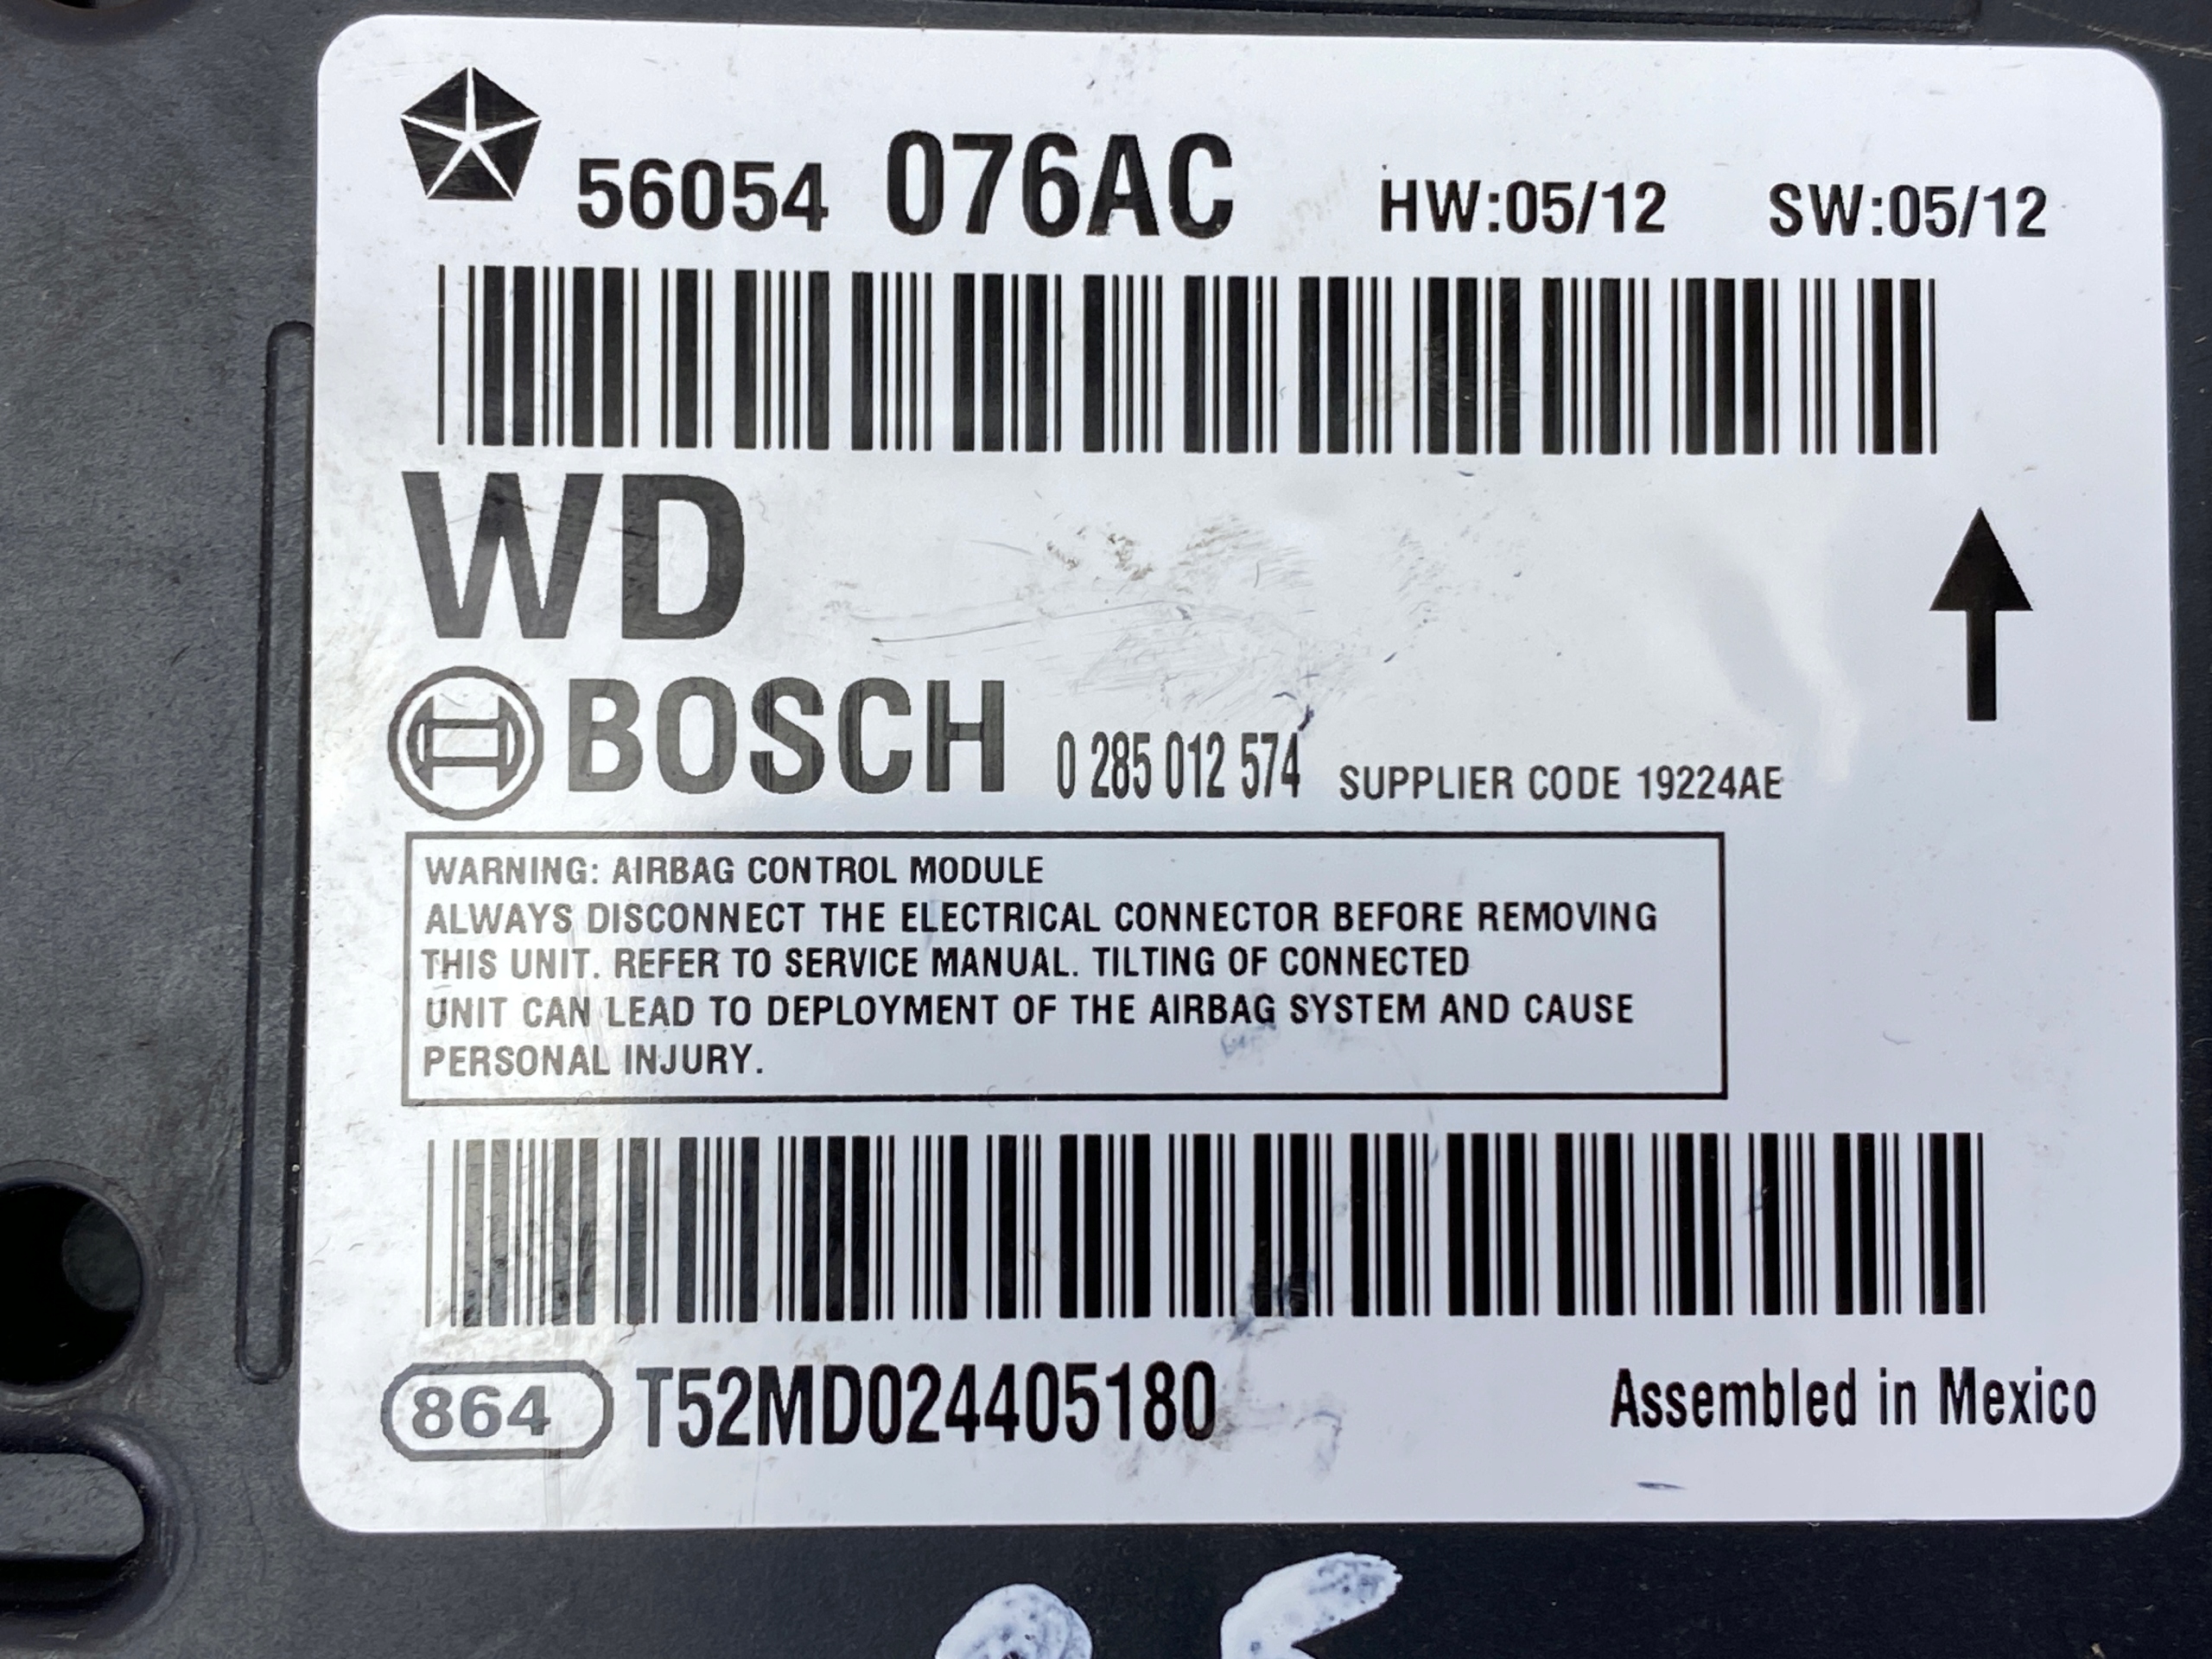 56054 076AC HW:05/12 SW:05/12
WD
BOSCH 0 285 012 574 SUPPLIER CODE 19224AE
WARNING: AIRBAG CONTROL MODULE
ALWAYS DISCONNECT THE ELECTRICAL CONNECTOR BEFORE REMOVING
THIS UNIT. REFER TO SERVICE MANUAL. TILTING OF CONNECTED
UNIT CAN LEAD TO DEPLOYMENT OF THE AIRBAG SYSTEM AND CAUSE
PERSONAL INJURY.
864 T52MD024405180 Assembled in Mexico